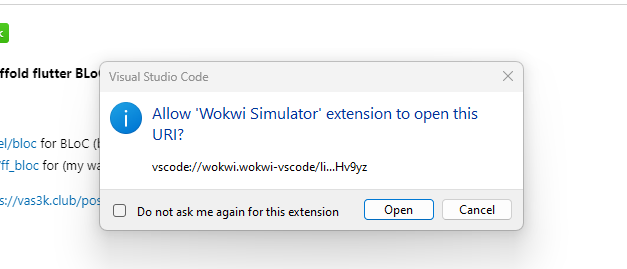 Visual Studio Code
ffold flutter BLo
Allow 'Wokwi Simulator' extension to open this
URI?
el/bloc for BLoC (b
vscode://wokwi.wokwi-vscode/li...Hv9yz
/ff_bloc for (my wa
s://vas3k.club/pos
Do not ask me again for this extension
Open
Cancel